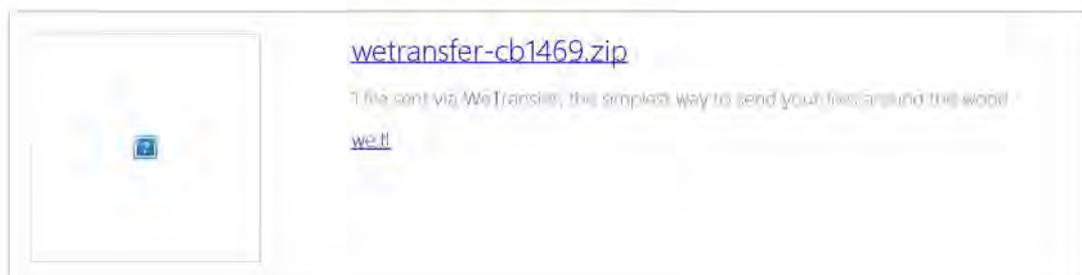 wetransfer-cb1469.zip
1 file sent via WeTransfer, the simplest way to send your files around the world
we.tl